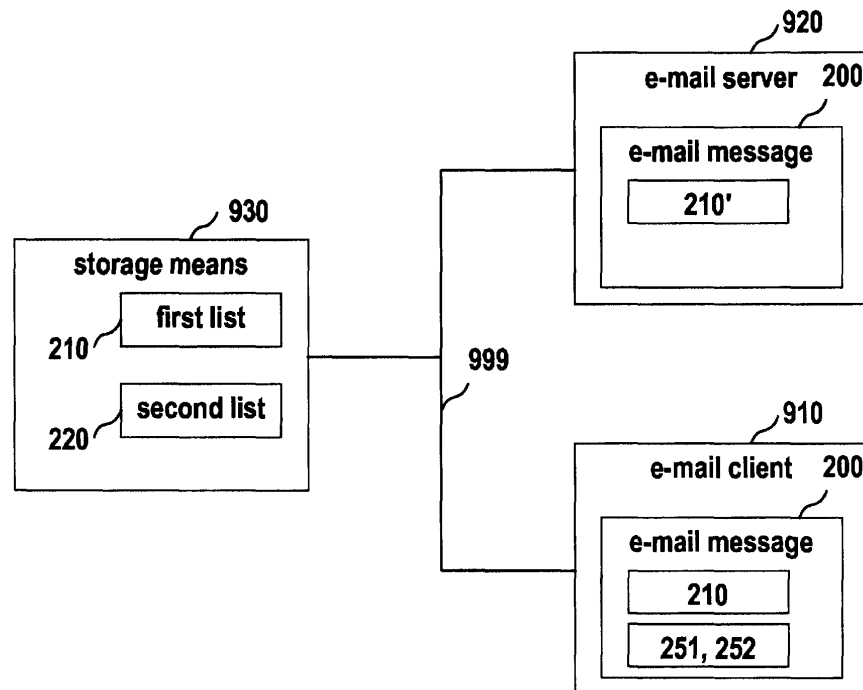 920
e-mail server
200
e-mail message
210'
930
storage means
first list
210
second list
220
999
910
e-mail client
200
e-mail message
210
251, 252